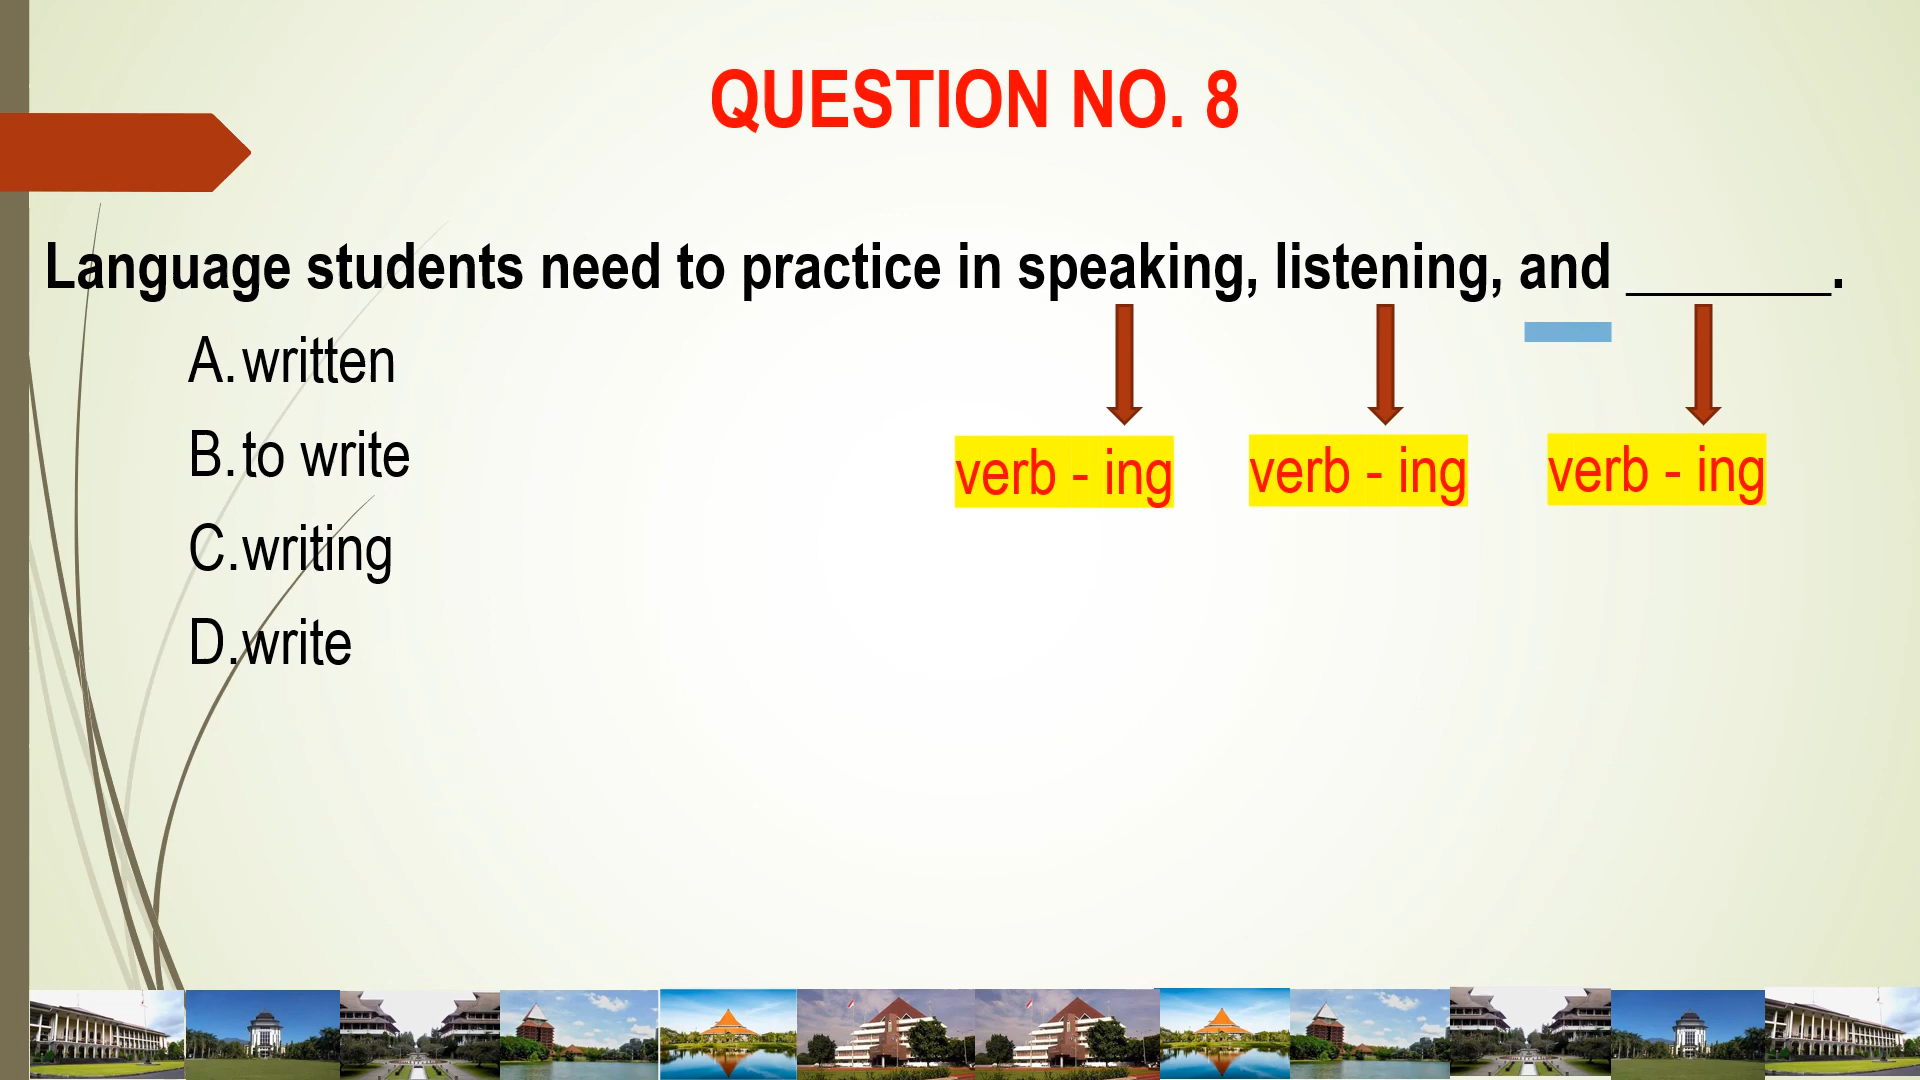 QUESTION NO. 8
Language students need to practice in speaking, listening, and _______.
A. written
B. to write
C. writing
D. write
verb - ing
verb - ing
verb - ing